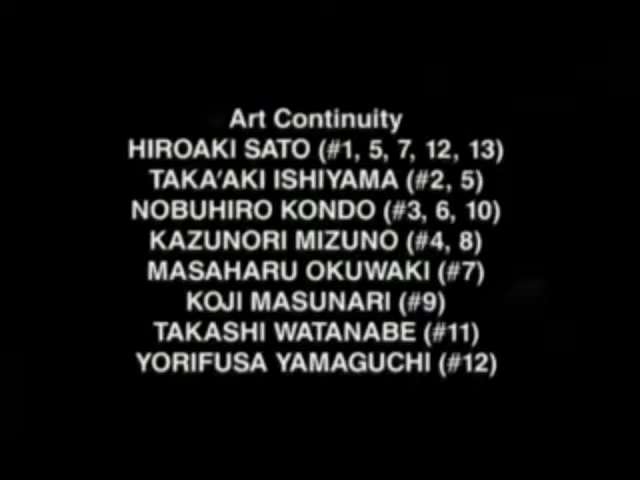 Art Continuity
HIROAKI SATO (#1, 5, 7, 12, 13)
TAKA'AKI ISHIYAMA (#2, 5)
NOBUHIRO KONDO (#3, 6, 10)
KAZUNORI MIZUNO (#4, 8)
MASAHARU OKUWAKI (#7)
KOJI MASUNARI (#9)
TAKASHI WATANABE (#11)
YORIFUSA YAMAGUCHI (#12)